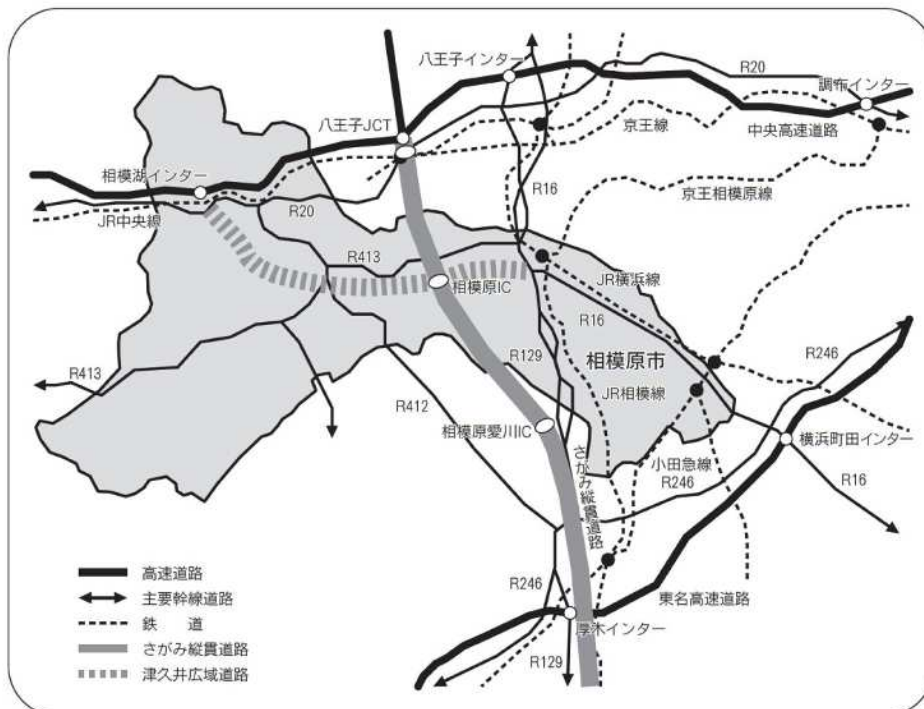 八王子インター
R20
調布インター
八王子JCT
京王線
中央高速道路
相模湖インター
R16
京王相模原線
JR中央線
R20
R413
JR横浜線
相模原IC
R16
R129
相模原市
R246
R413
JR相模線
R412
相模原愛川IC
横浜町田インター
小田急線
R246
R16
さがみ縦貫道路
高速道路
主要幹線道路
鉄 道
さがみ縦貫道路
津久井広域道路
R246
東名高速道路
厚木インター
R129